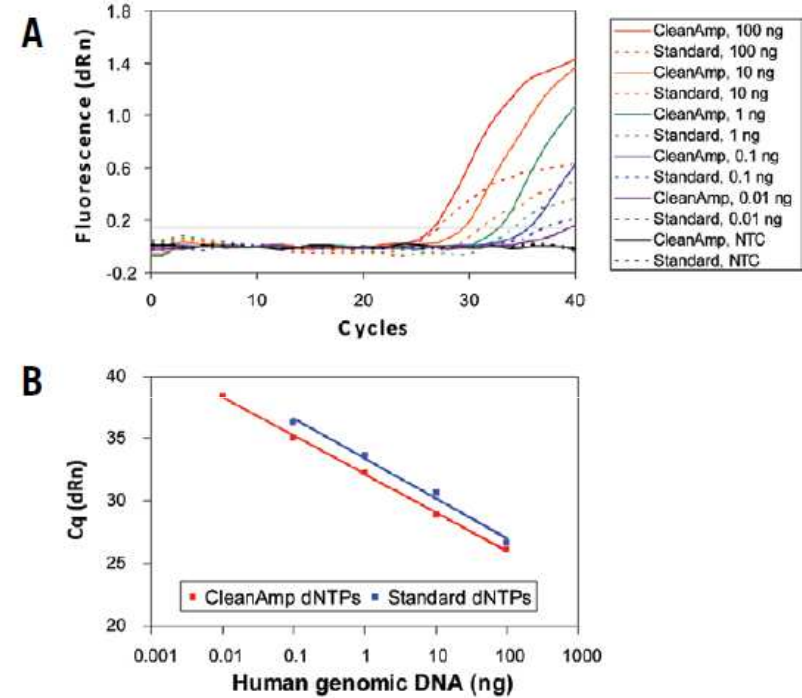 A
Fluorescence (dRn)
1.8
1.4
1.0
0.6
0.2
-0.2
0 10 20 30 40
Cycles
CleanAmp, 100 ng
Standard, 100 ng
CleanAmp, 10 ng
Standard, 10 ng
CleanAmp, 1 ng
Standard, 1 ng
CleanAmp, 0.1 ng
Standard, 0.1 ng
CleanAmp, 0.01 ng
Standard, 0.01 ng
CleanAmp, NTC
Standard, NTC
B
Cq (dRn)
40
35
30
25
20
CleanAmp dNTPs Standard dNTPs
0.001 0.01 0.1 1 10 100 1000
Human genomic DNA (ng)